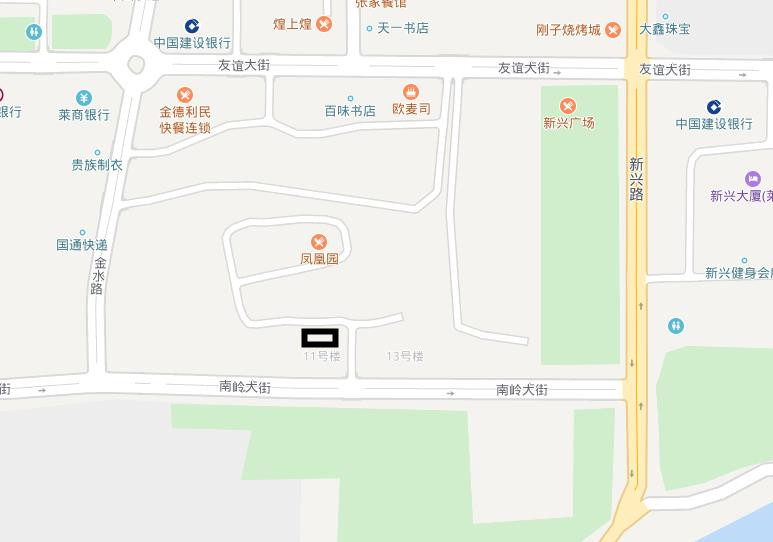 张家餐馆
煌上煌
天一书店
刚子烧烤城
大鑫珠宝
中国建设银行
友谊大街
友谊大街
友谊大街
银行
莱商银行
金德利民
快餐连锁
百味书店
欧麦司
新兴广场
中国建设银行
贵族制衣
新兴路
新兴大厦(莱
国通快递
金水路
凤凰园
新兴健身会所
11号楼
13号楼
街
南岭大街
南岭大街